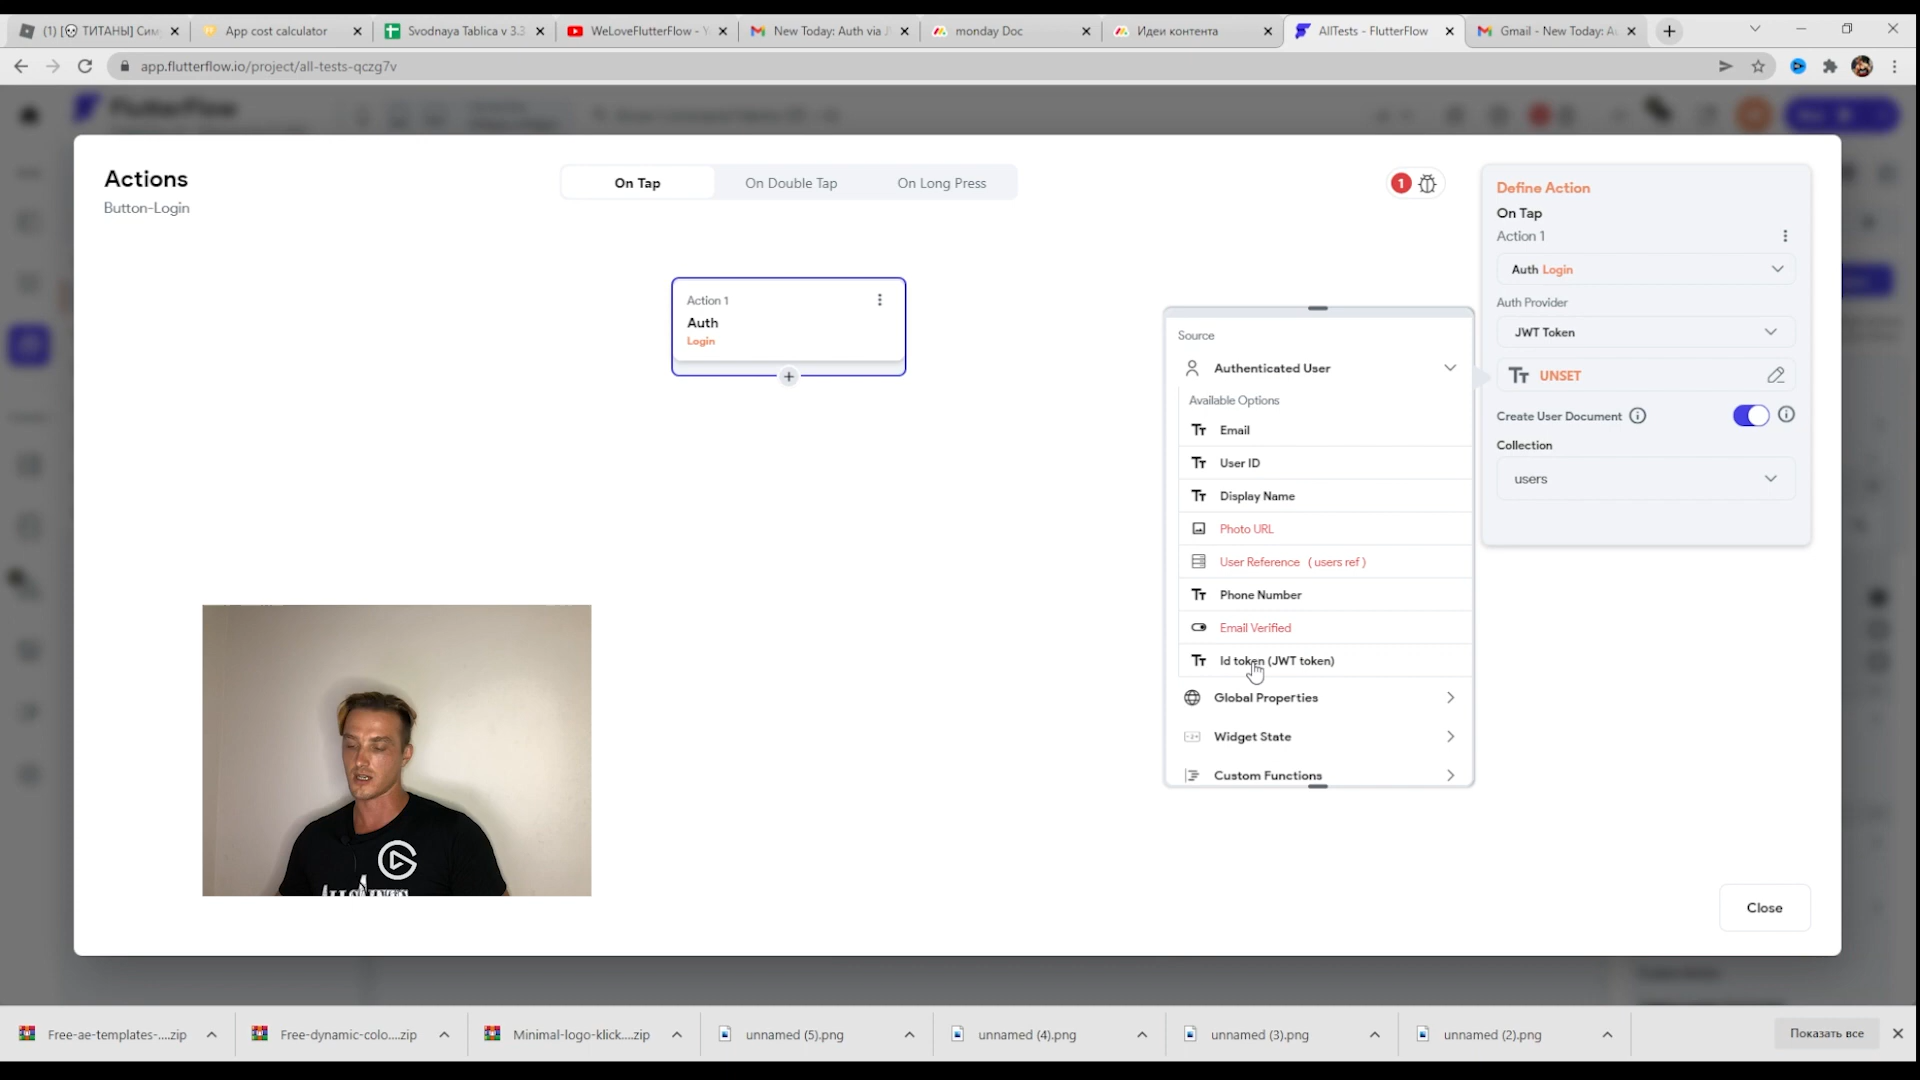 (1) [💀 ТИТАНЫ] Сим
App cost calculator
Svodnaya Tablica v 3.3
WeLoveFlutterFlow - Y
New Today: Auth via J
monday Doc
Идеи контента
AllTests - FlutterFlow
Gmail - New Today: Au
app.flutterflow.io/project/all-tests-qczg7v
FlutterFlow
Actions
Button-Login
On Tap
On Double Tap
On Long Press
1
Action 1
Auth
Login
Source
Authenticated User
Available Options
Email
User ID
Display Name
Photo URL
User Reference (users ref)
Phone Number
Email Verified
Id token (JWT token)
Global Properties
Widget State
Custom Functions
Define Action
On Tap
Action 1
Auth Login
Auth Provider
JWT Token
UNSET
Create User Document
Collection
users
Close
Free-ae-templates-....zip
Free-dynamic-colo....zip
Minimal-logo-klick....zip
unnamed (5).png
unnamed (4).png
unnamed (3).png
unnamed (2).png
Показать все